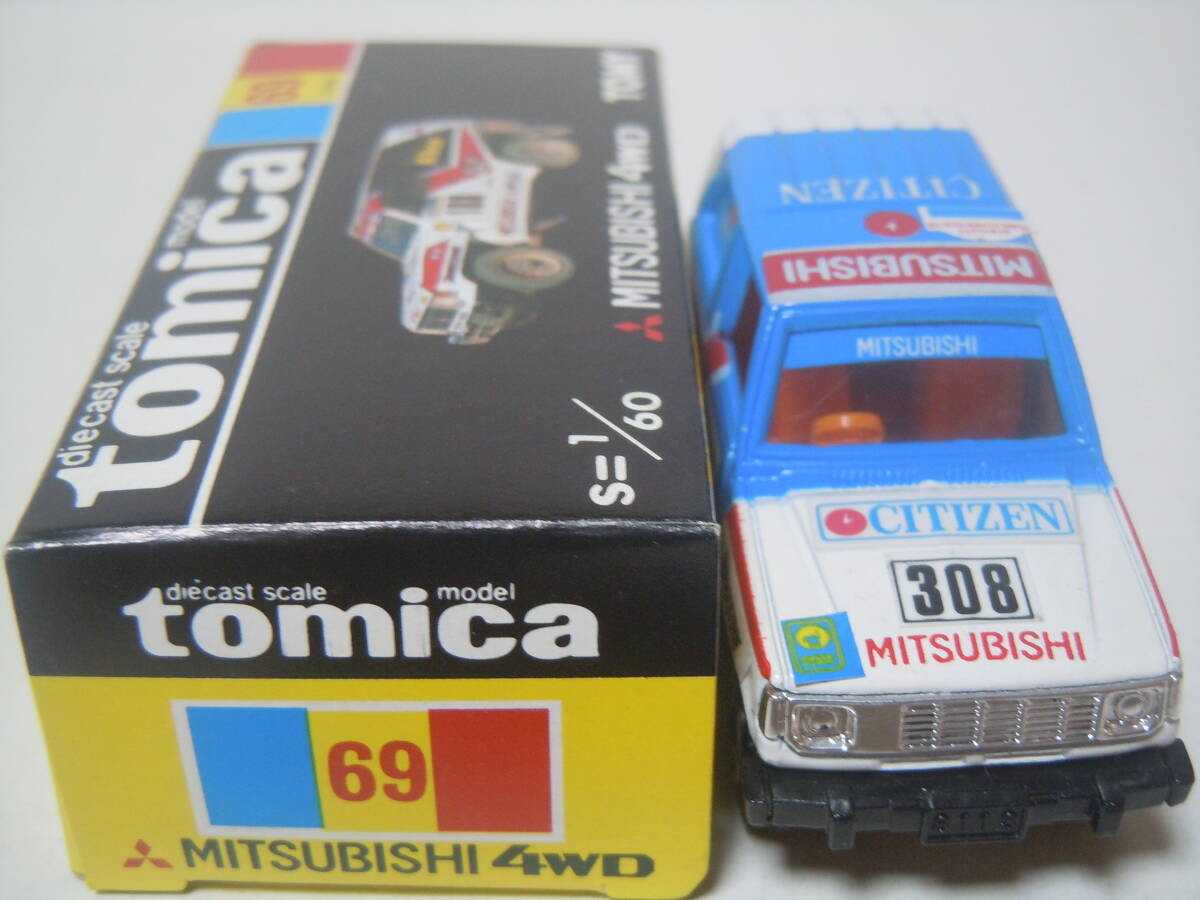 69
diecast scale model
tomica
MITSUBISHI 4WD TOMY
s=1/60
diecast scale model
tomica
69
MITSUBISHI 4WD
CITIZEN
MITSUBISHI
MITSUBISHI
CITIZEN
308
MITSUBISHI